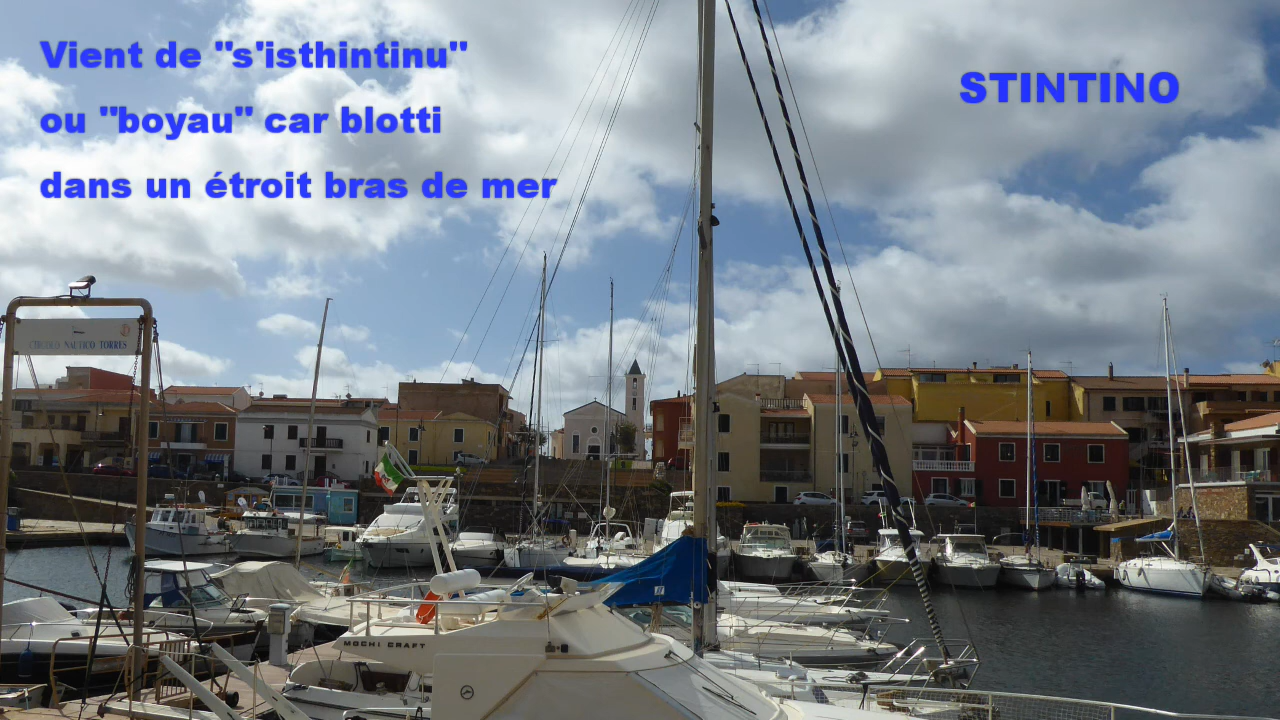 Vient de "s'isthintinu"
ou "boyau" car blotti
dans un étroit bras de mer
STINTINO
CIRCOLO NAUTICO TORRES
MOCHI CRAFT